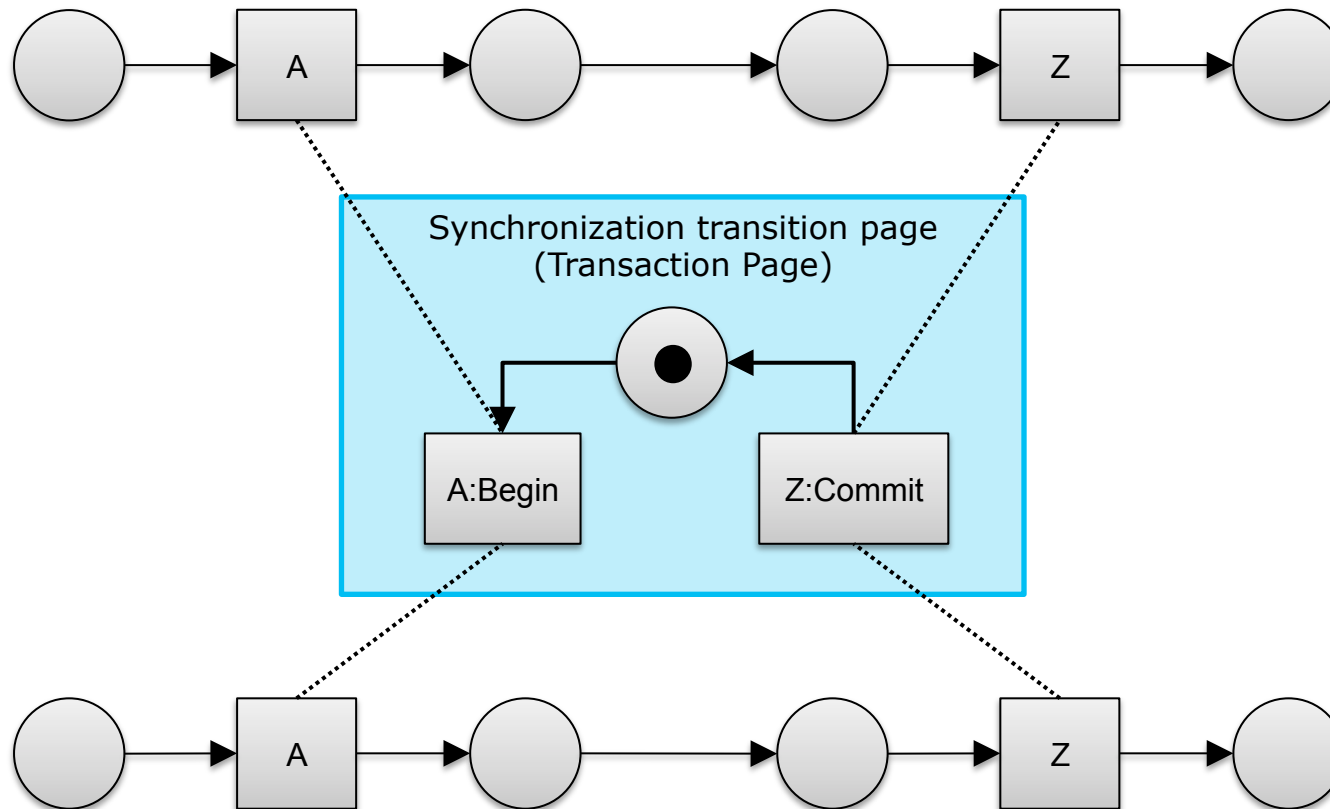 A
Z
Synchronization transition page
(Transaction Page)
A:Begin
Z:Commit
A
Z